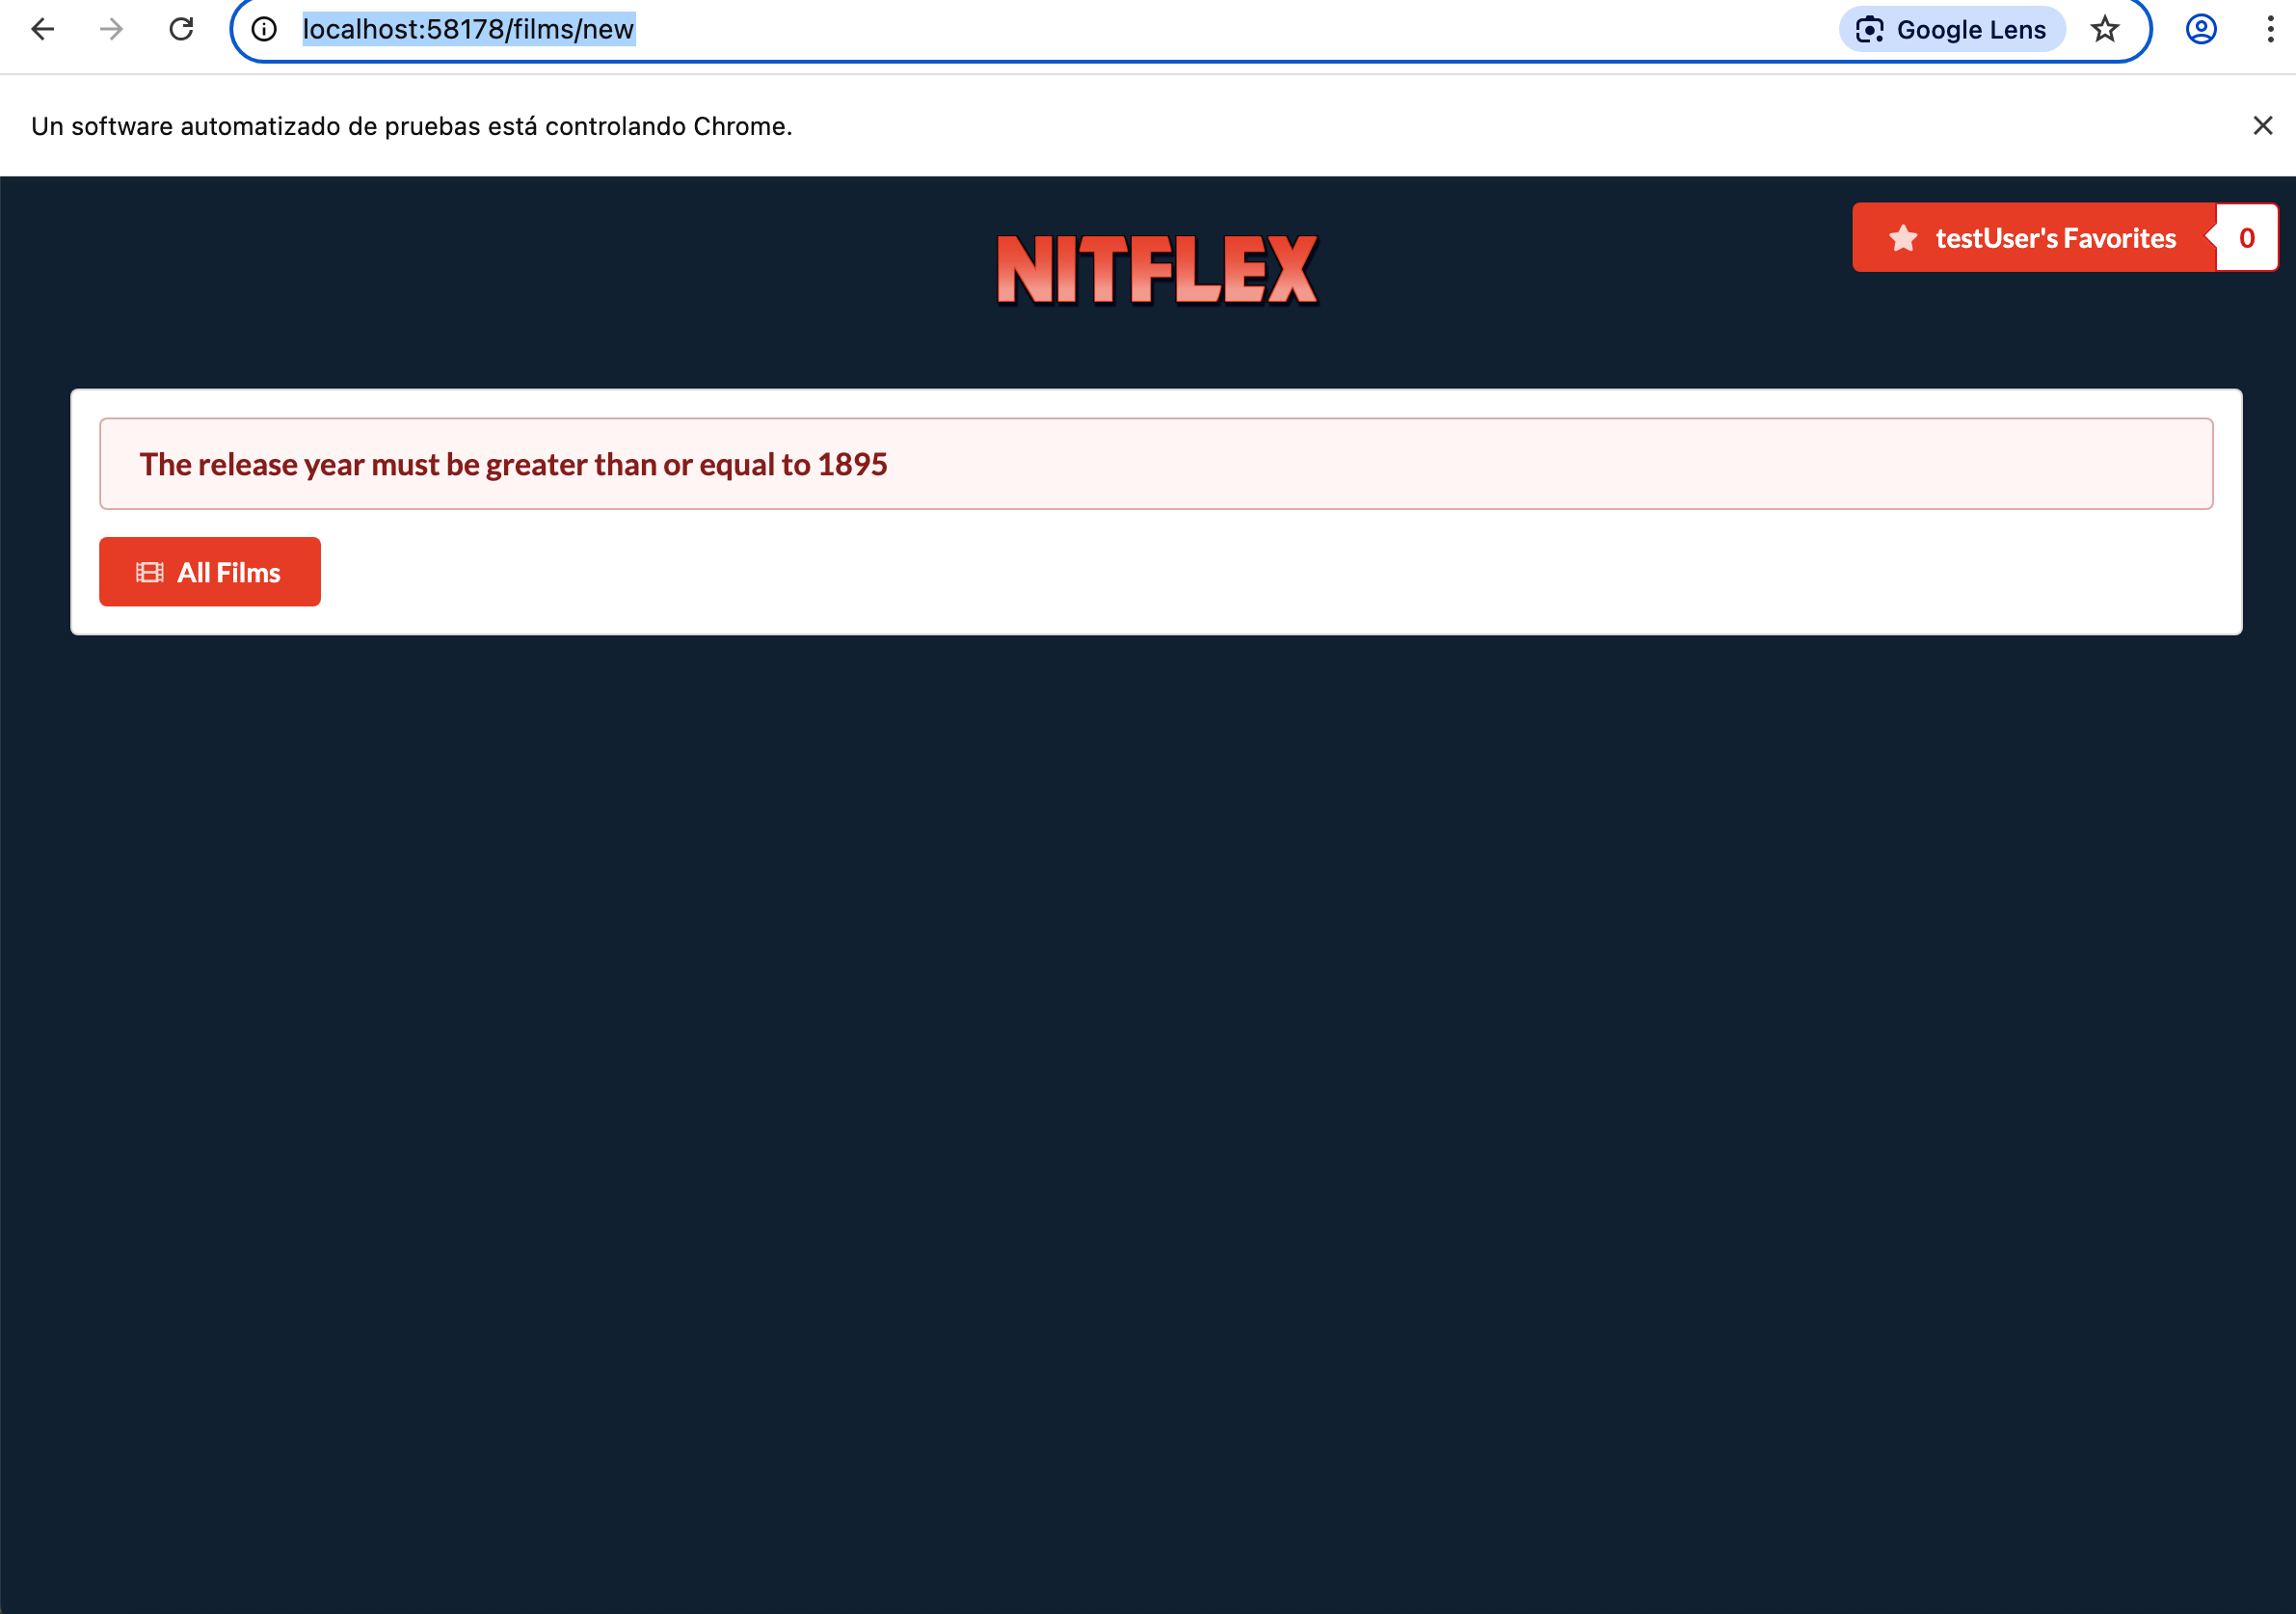 localhost:58178/films/new
Google Lens
Un software automatizado de pruebas está controlando Chrome.
testUser's Favorites 0
NITFLEX
The release year must be greater than or equal to 1895
All Films